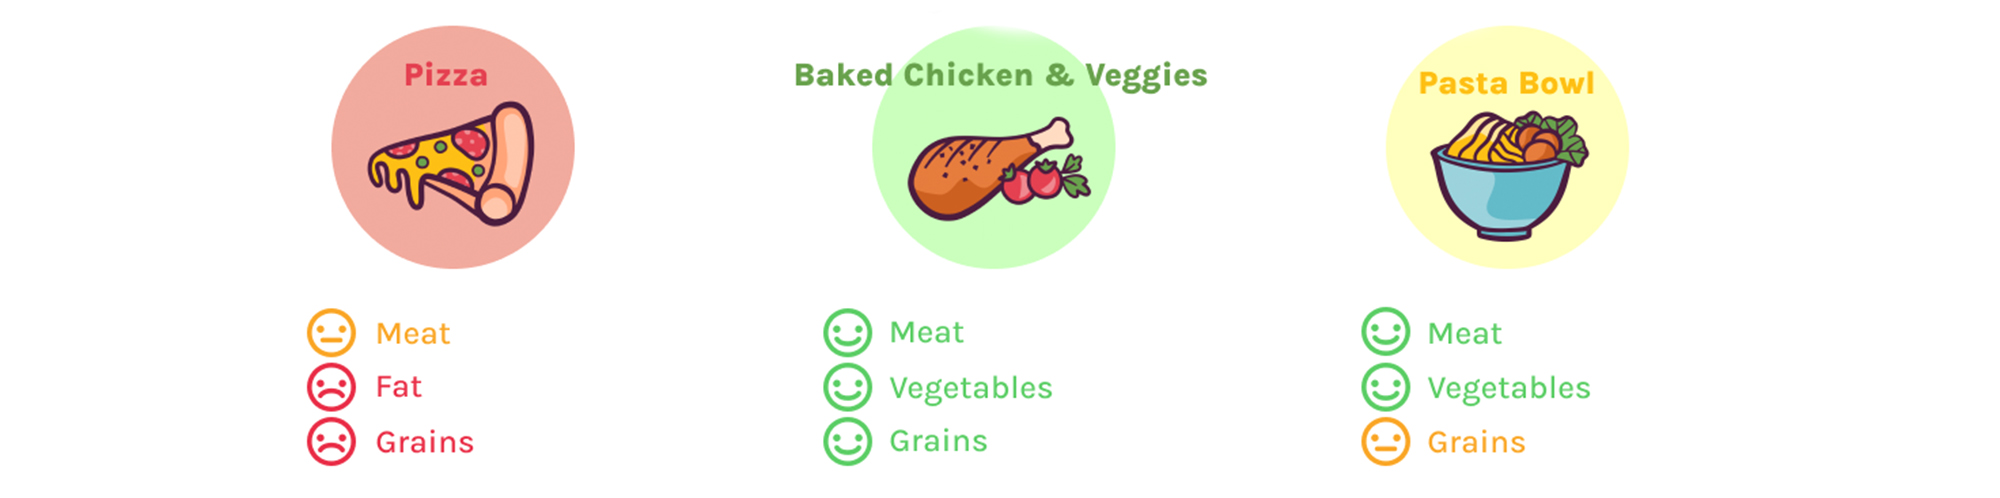 Pizza
Meat
Fat
Grains
Baked Chicken & Veggies
Meat
Vegetables
Grains
Pasta Bowl
Meat
Vegetables
Grains